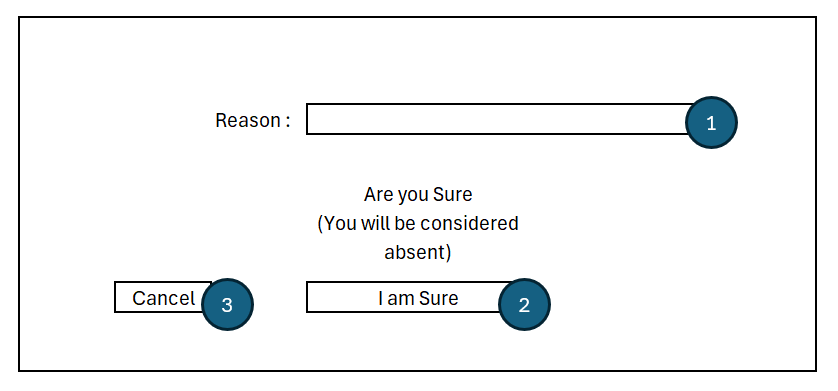 Reason :
1
Are you Sure
(You will be considered
absent)
Cancel
3
I am Sure
2